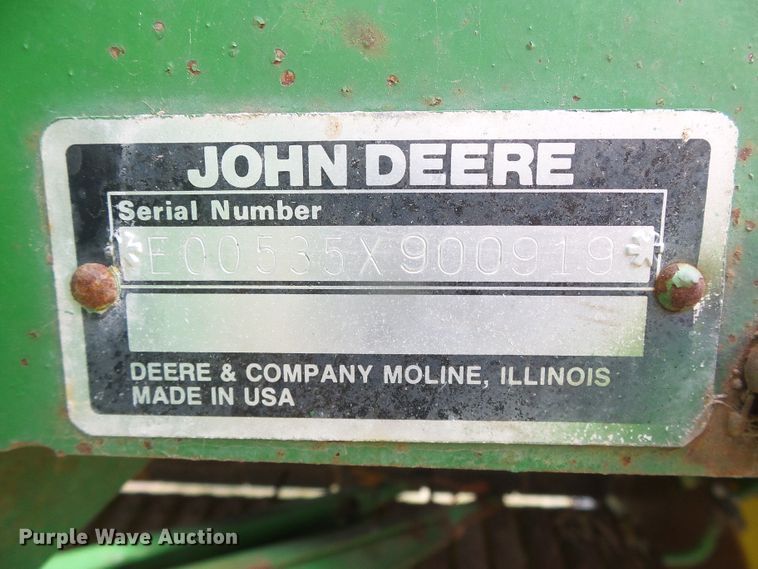 JOHN DEERE
Serial Number
*E00535X900919*
DEERE & COMPANY MOLINE, ILLINOIS
MADE IN USA
Purple Wave Auction